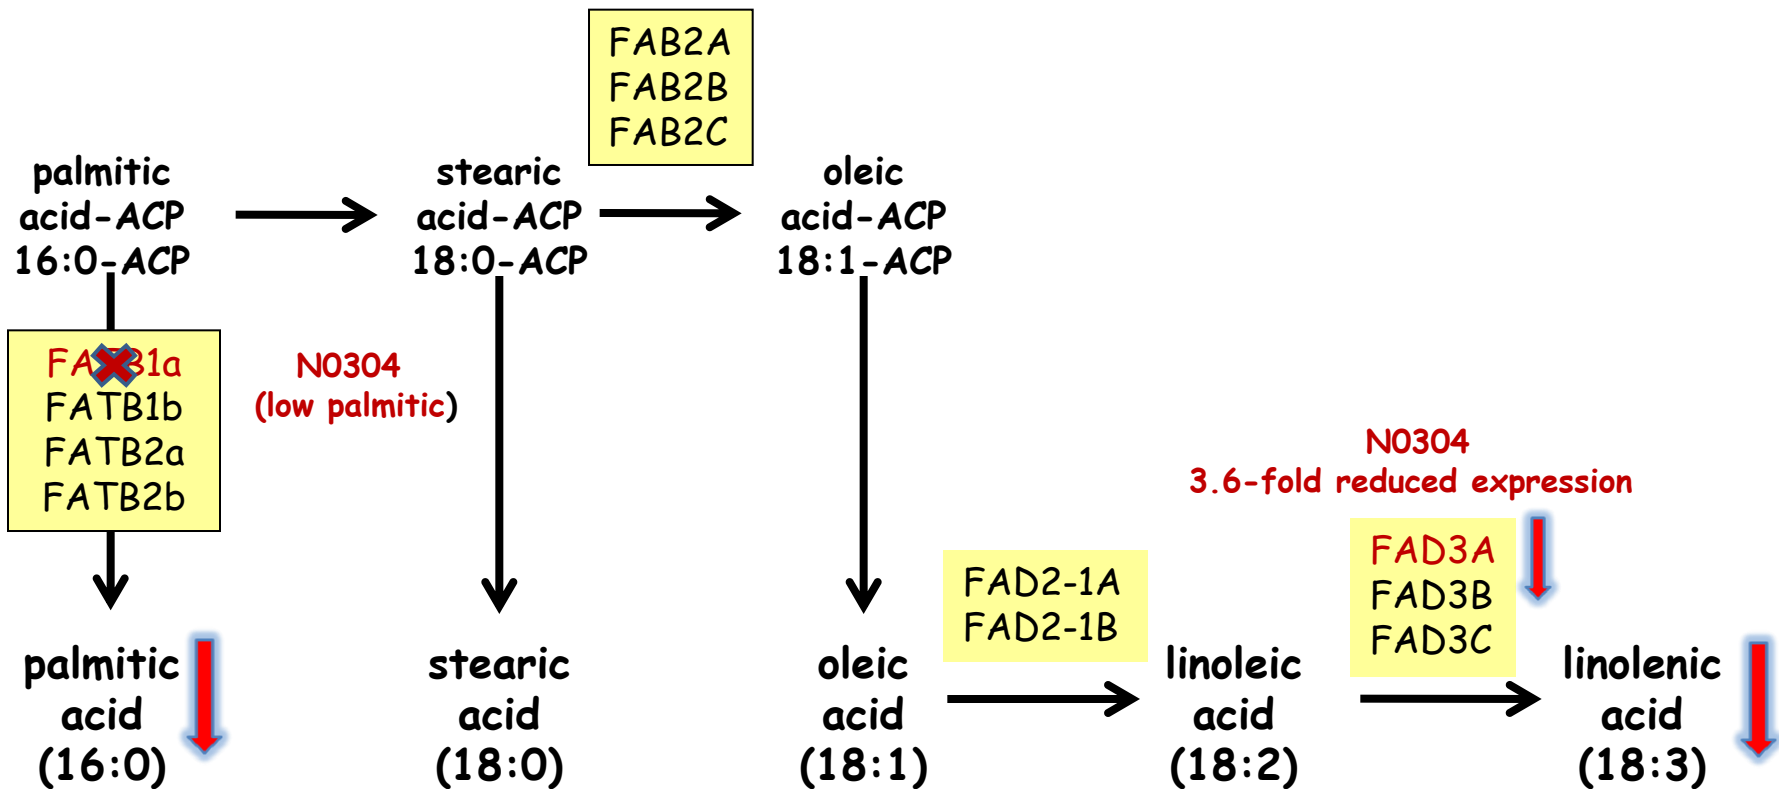 FAB2A
FAB2B
FAB2C
palmitic
acid-ACP
16:0-ACP
stearic
acid-ACP
18:0-ACP
oleic
acid-ACP
18:1-ACP
FATB1a
FATB1b
FATB2a
FATB2b
N0304
(low palmitic)
N0304
3.6-fold reduced expression
FAD2-1A
FAD2-1B
FAD3A
FAD3B
FAD3C
palmitic
acid
(16:0)
stearic
acid
(18:0)
oleic
acid
(18:1)
linoleic
acid
(18:2)
linolenic
acid
(18:3)